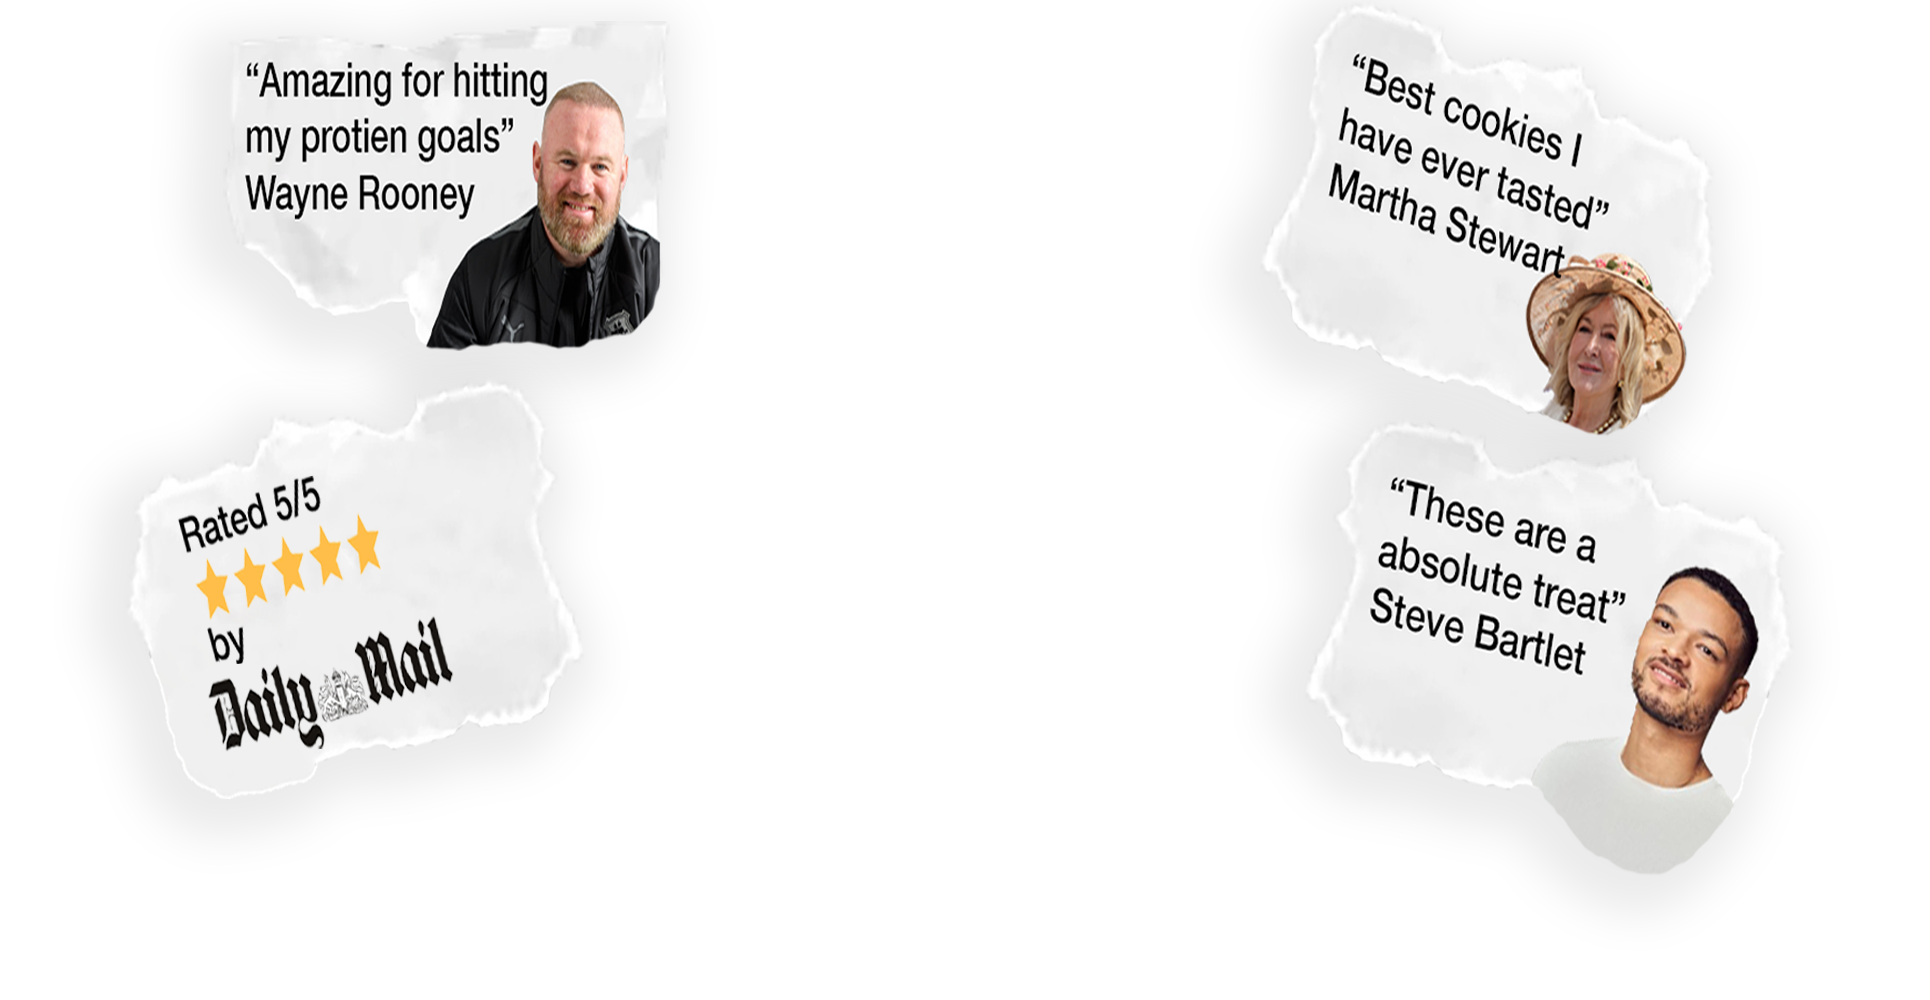 “Amazing for hitting
my protien goals”
Wayne Rooney
“Best cookies I
have ever tasted”
Martha Stewart
Rated 5/5
by
Daily Mail
“These are a
absolute treat”
Steve Bartlet